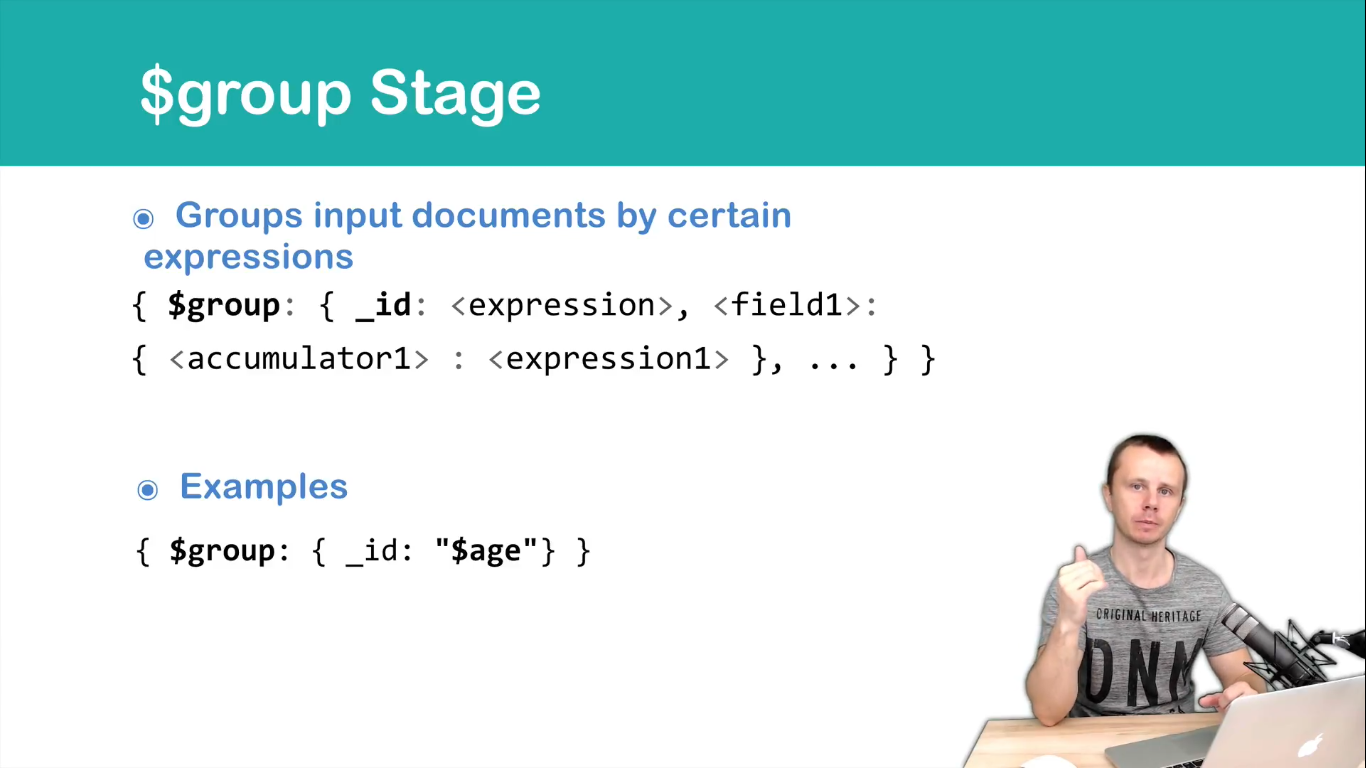 $group Stage
◉ Groups input documents by certain
expressions
{ $group: { _id: <expression>, <field1>:
{ <accumulator1> : <expression1> }, ... } }
◉ Examples
{ $group: { _id: "$age"} }
ORIGINAL HERITAGE
DNM